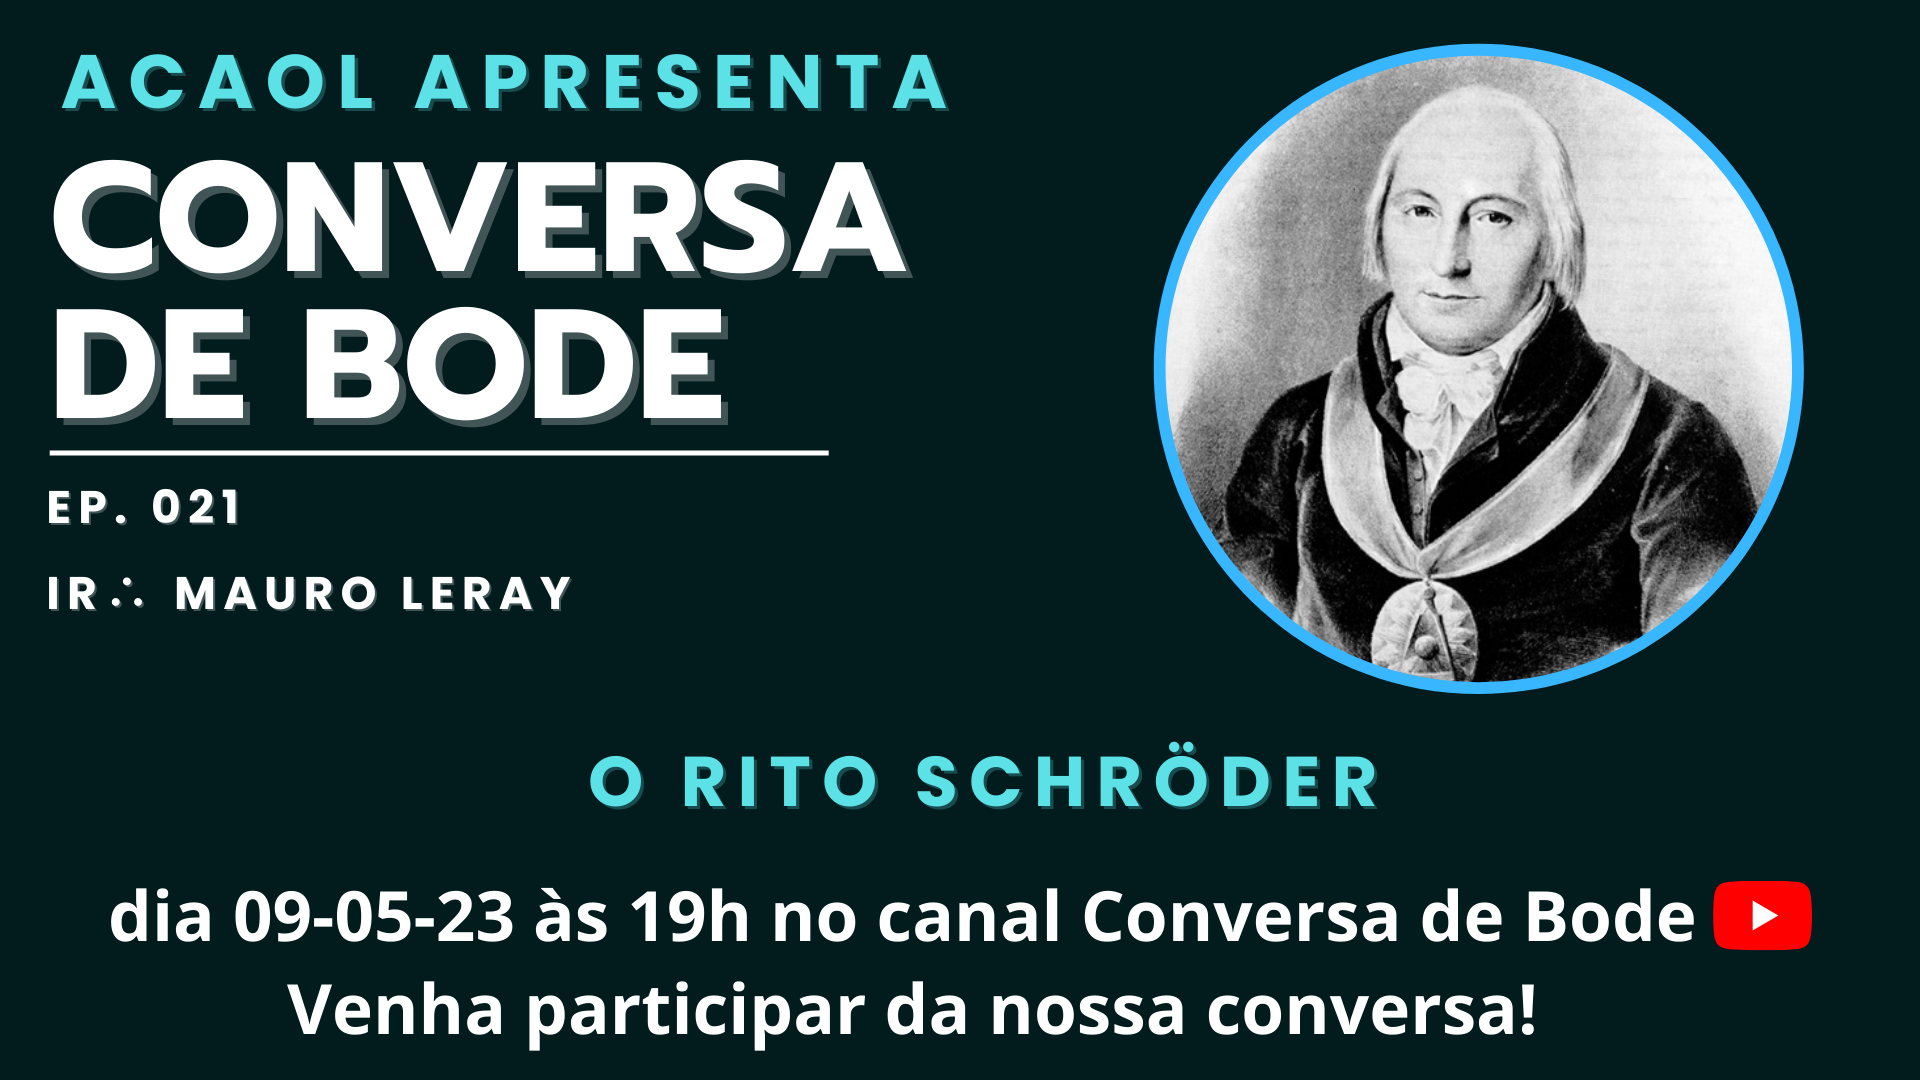 ACAOL APRESENTA
CONVERSA
DE BODE
EP. 021
IR∴ MAURO LERAY
O RITO SCHRÖDER
dia 09-05-23 às 19h no canal Conversa de Bode
Venha participar da nossa conversa!